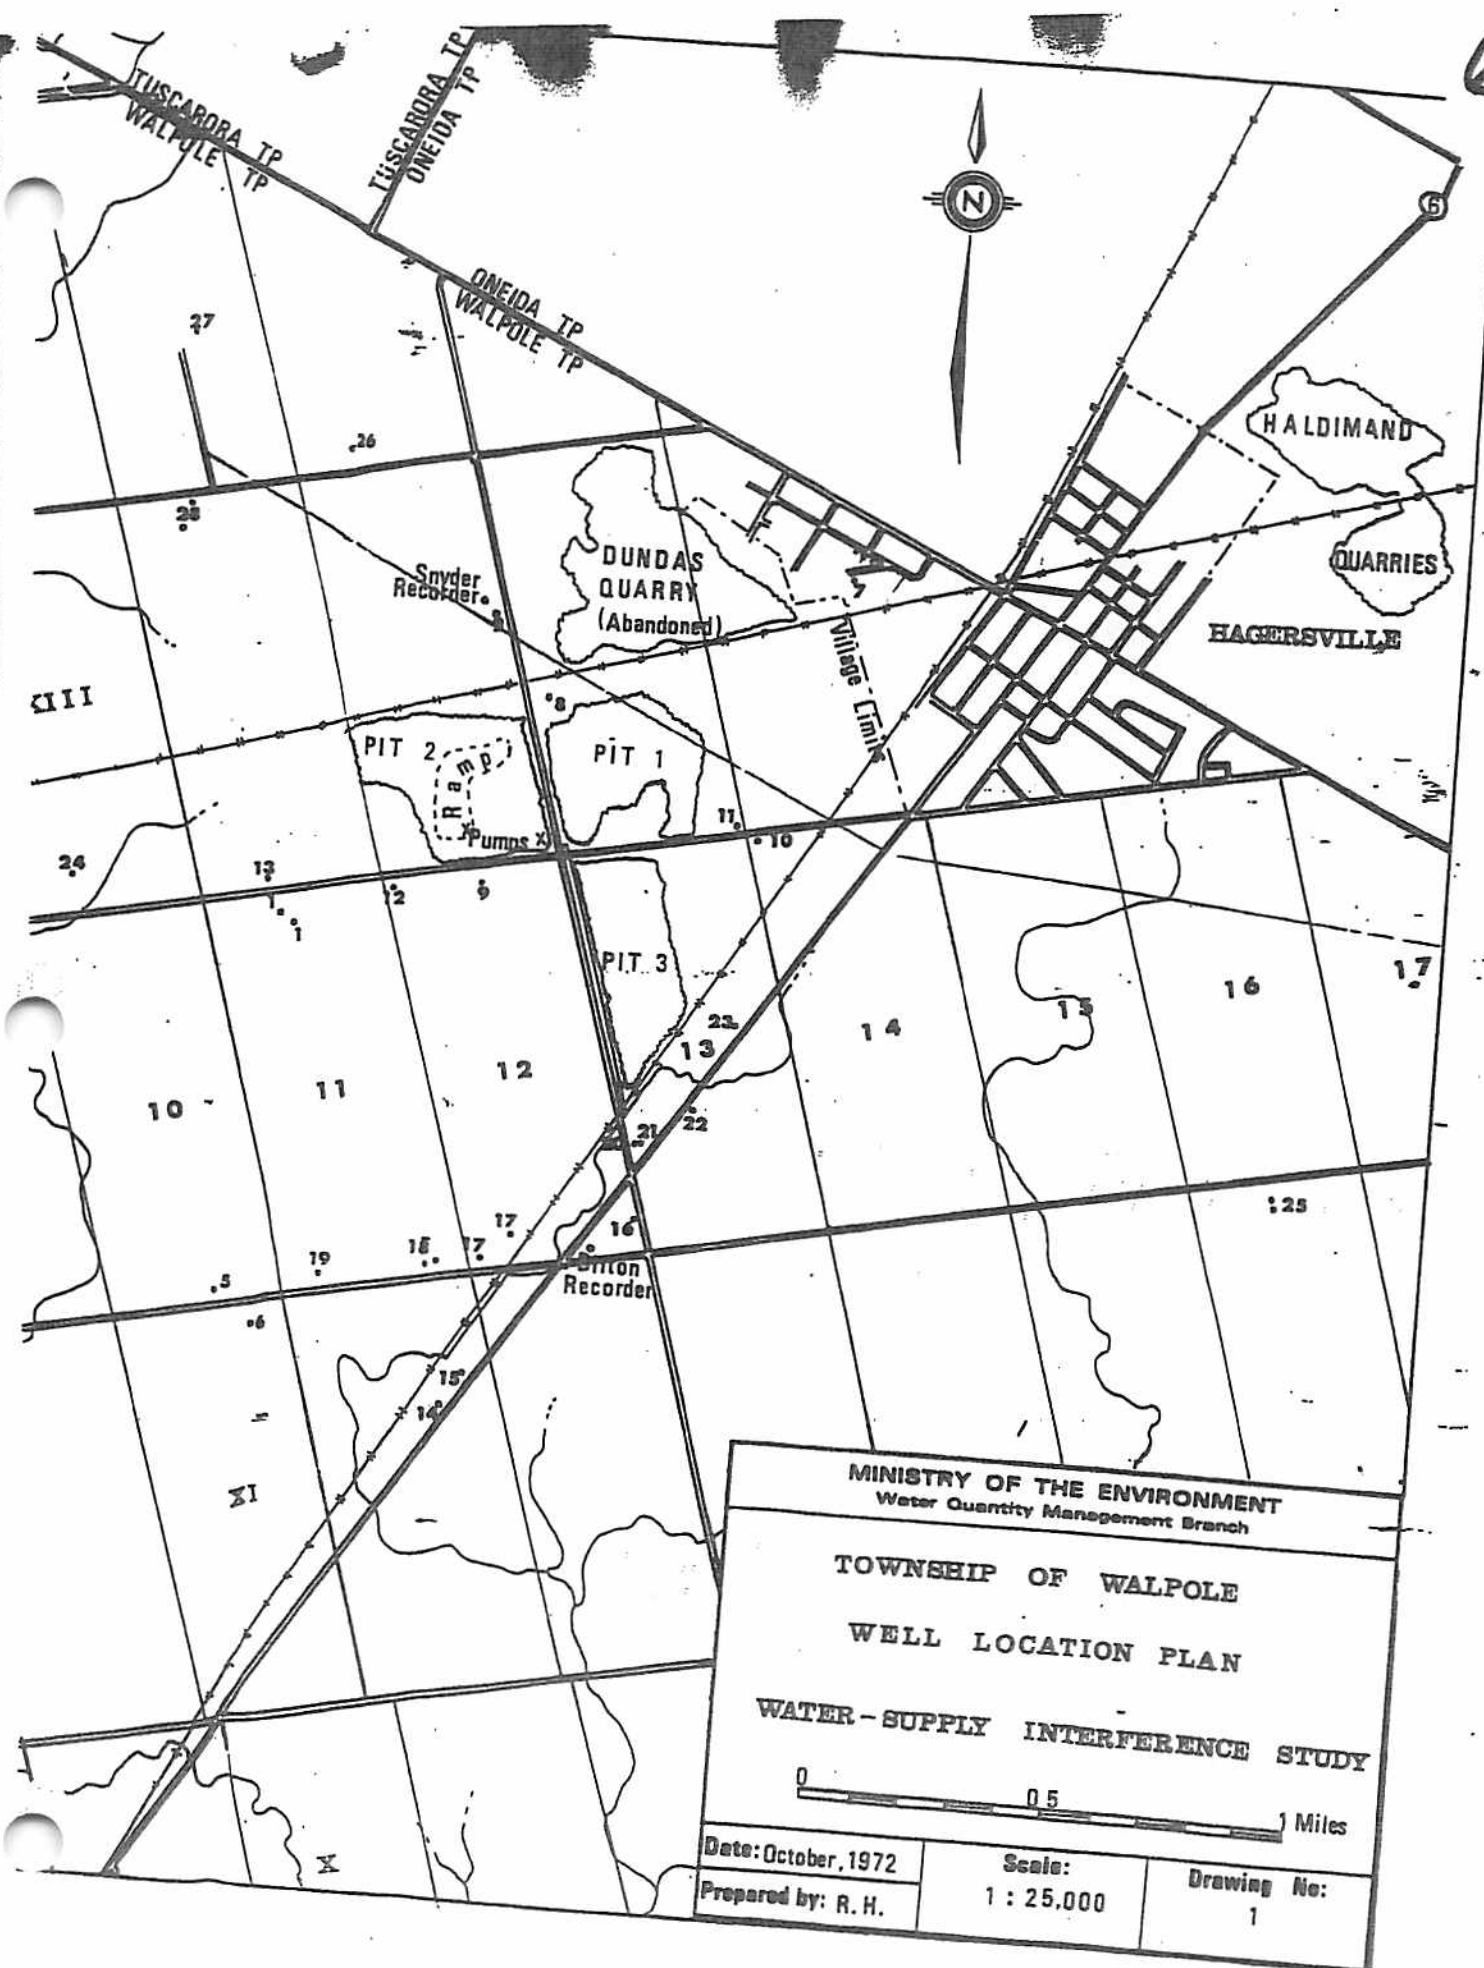 TUSCARORA TP
WALPOLE TP
TUSCARORA TP
ONEIDA TP
N
6
ONEIDA TP
WALPOLE TP
27
HALDIMAND
26
28
DUNDAS
QUARRY
(Abandoned)
Snyder
Recorder
7
QUARRIES
HAGERSVILLE
Village Limit
8
PIT 2
Ramp
PIT 1
Pumps X
X
11
10
24
13
12
9
1
1
PIT 3
17
16
15
14
23
13
12
11
10
22
21
25
16
17
17
19
5
6
Recorder
15
14
XI
X
MINISTRY OF THE ENVIRONMENT
Water Quantity Management Branch
TOWNSHIP OF WALPOLE
WELL LOCATION PLAN
WATER-SUPPLY INTERFERENCE STUDY
0 0 5 1 Miles
Date: October, 1972
Prepared by: R. H.
Scale:
1 : 25,000
Drawing No:
1